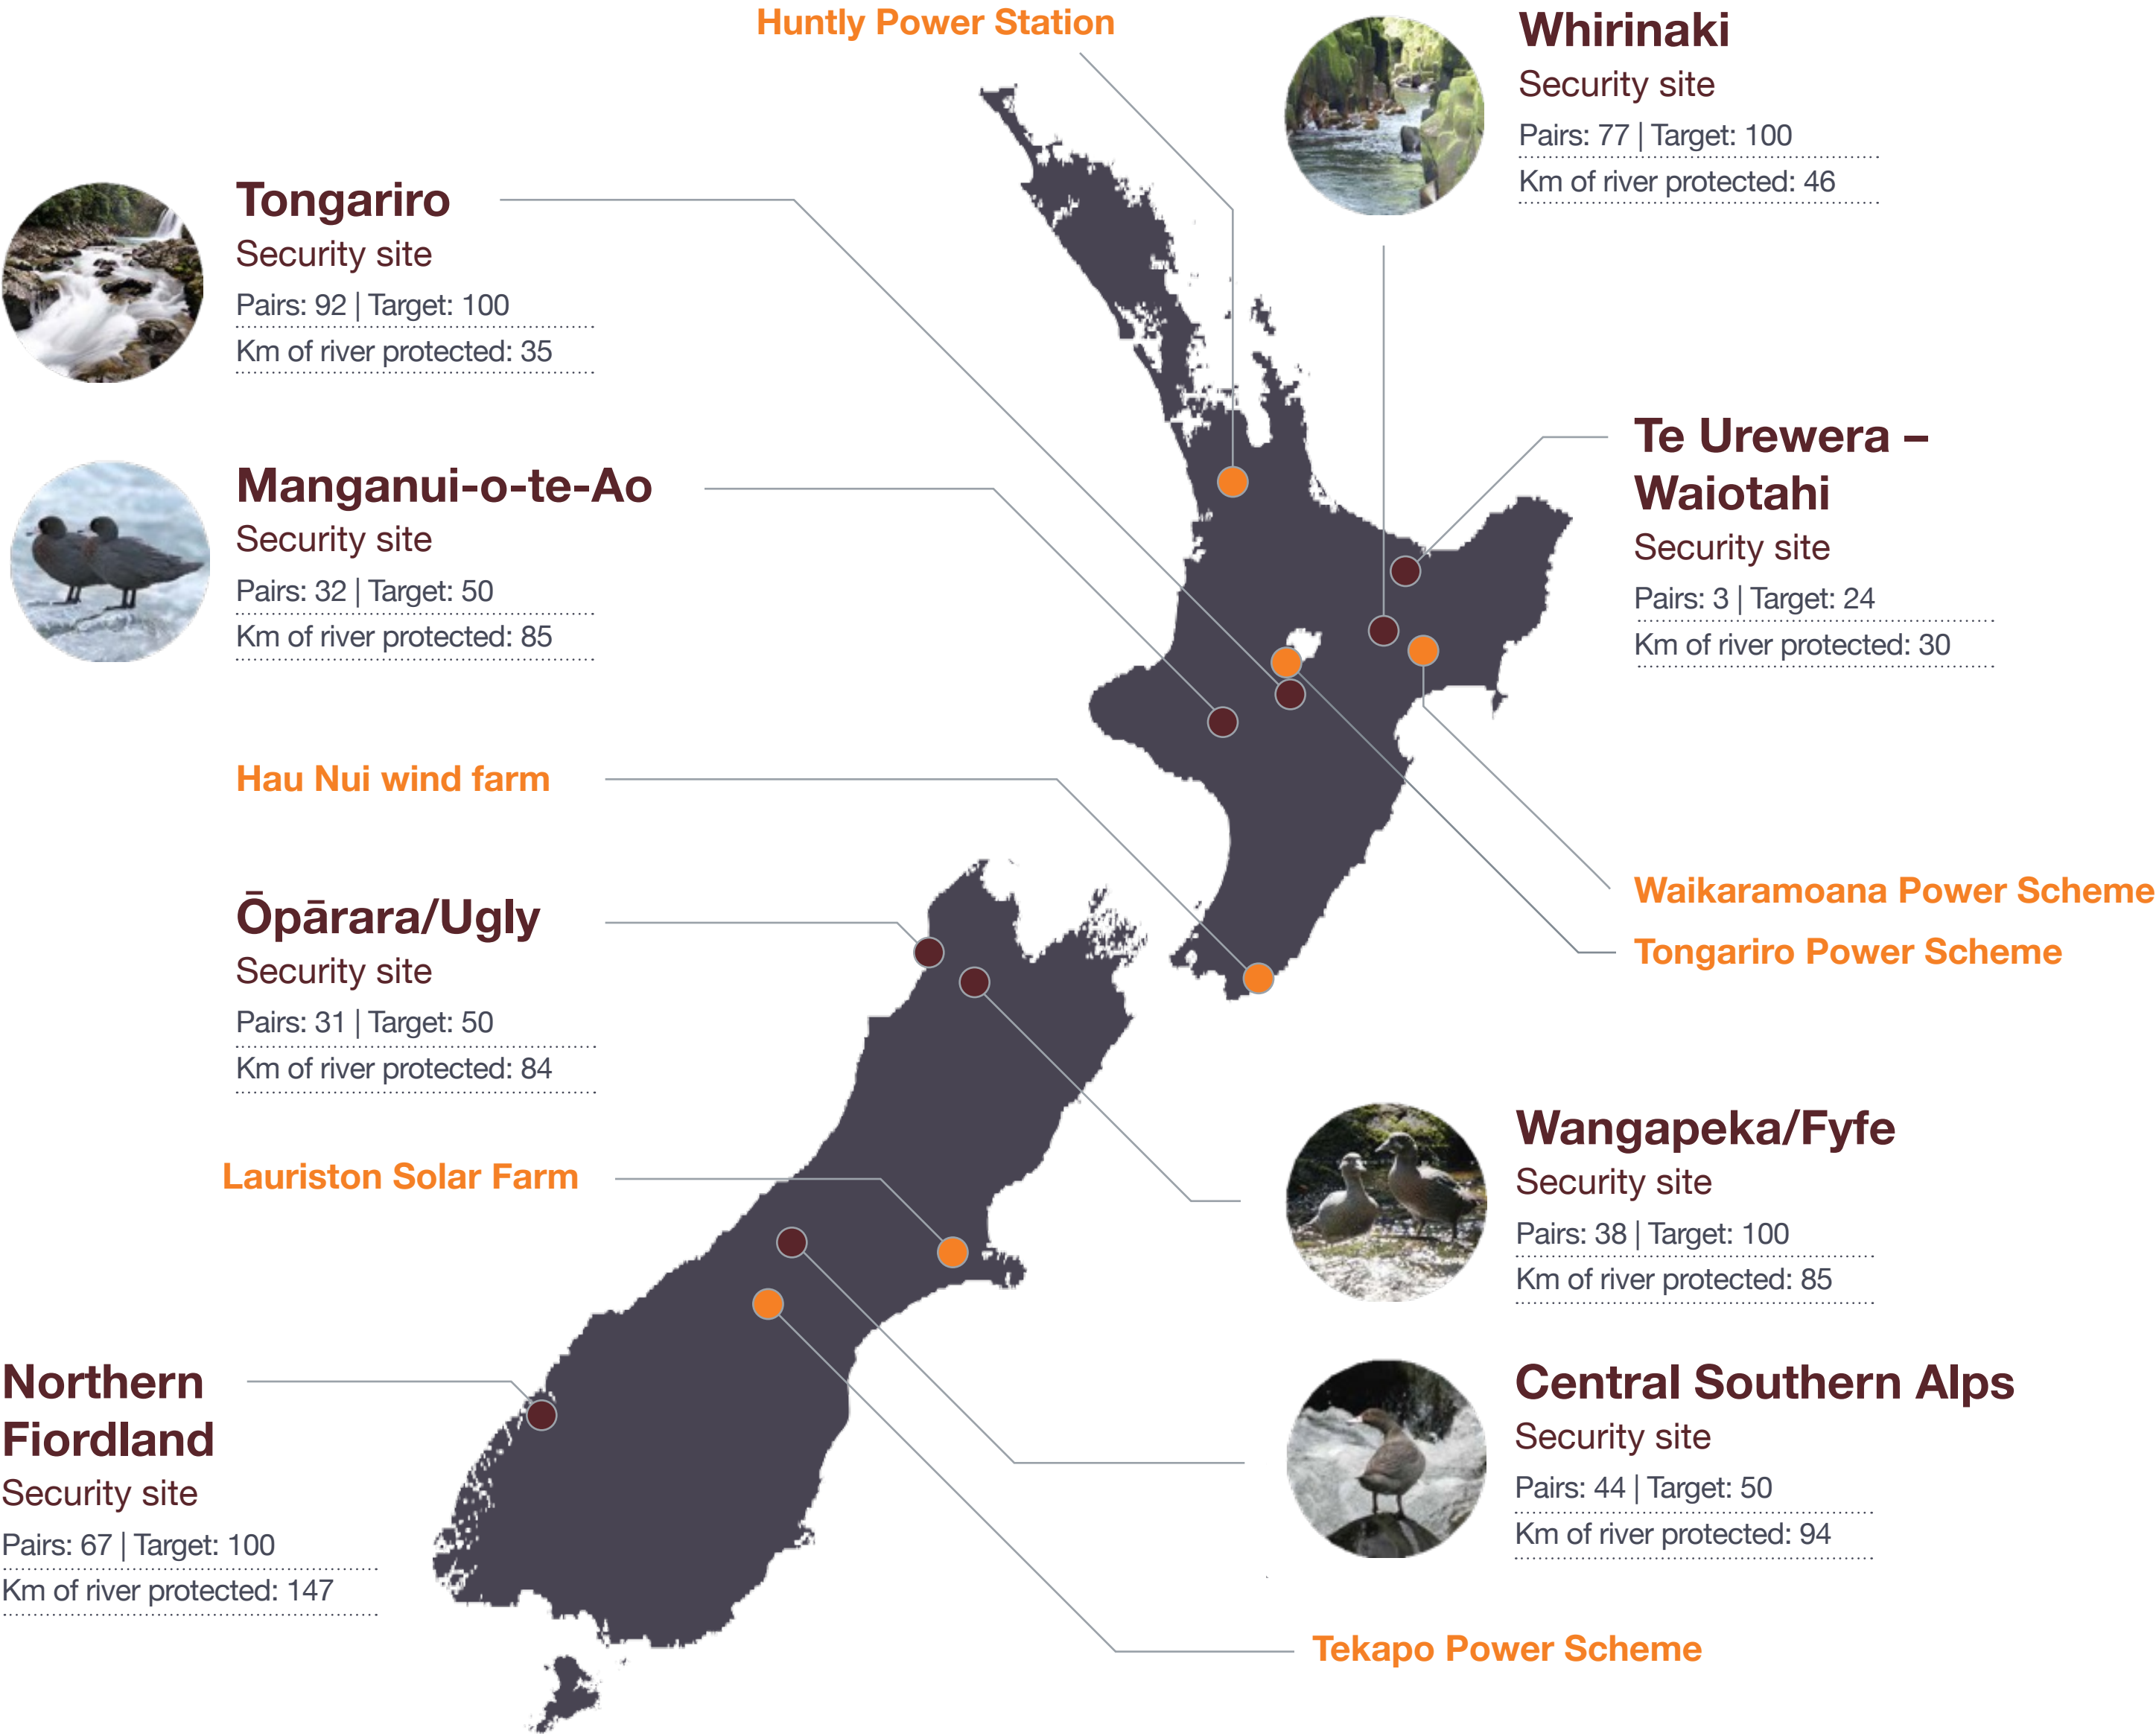 Huntly Power Station
Whirinaki
Security site
Pairs: 77 | Target: 100
Km of river protected: 46
Tongariro
Security site
Pairs: 92 | Target: 100
Km of river protected: 35
Te Urewera –
Waiotahi
Security site
Pairs: 3 | Target: 24
Km of river protected: 30
Manganui-o-te-Ao
Security site
Pairs: 32 | Target: 50
Km of river protected: 85
Hau Nui wind farm
Waikaramoana Power Scheme
Tongariro Power Scheme
Ōpārara/Ugly
Security site
Pairs: 31 | Target: 50
Km of river protected: 84
Wangapeka/Fyfe
Security site
Pairs: 38 | Target: 100
Km of river protected: 85
Lauriston Solar Farm
Central Southern Alps
Security site
Pairs: 44 | Target: 50
Km of river protected: 94
Northern
Fiordland
Security site
Pairs: 67 | Target: 100
Km of river protected: 147
Tekapo Power Scheme